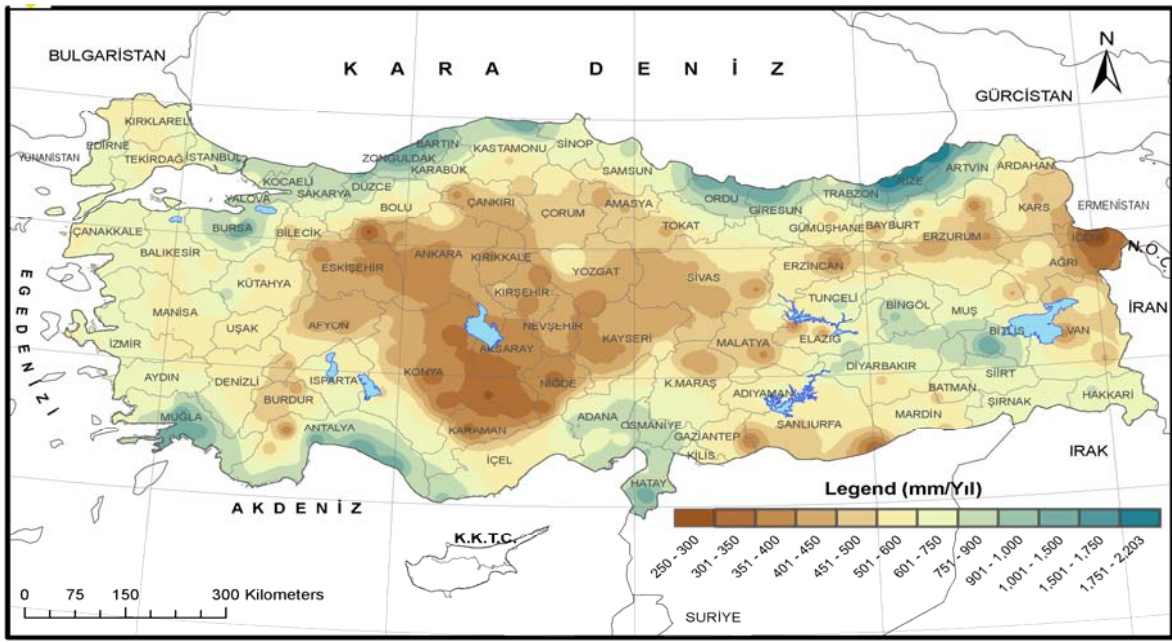 BULGARİSTAN
KARA DENİZ
N
GÜRCİSTAN
KIRKLARELİ
EDİRNE
YUNANİSTAN
TEKİRDAĞ
İSTANBUL
KOCAELİ
YALOVA
SAKARYA
DÜZCE
ZONGULDAK
BARTIN
KARABÜK
KASTAMONU
SİNOP
SAMSUN
ORDU
GİRESUN
TRABZON
RİZE
ARTVİN
ARDAHAN
KARS
ERMENİSTAN
ÇANAKKALE
BALIKESİR
BURSA
BİLECİK
BOLU
ÇANKIRI
ÇORUM
AMASYA
TOKAT
GÜMÜŞHANE
BAYBURT
ERZURUM
IĞDIR
N.Ö.C
AĞRI
KÜTAHYA
ESKİŞEHİR
ANKARA
KIRIKKALE
YOZGAT
SİVAS
ERZİNCAN
TUNCELİ
BİNGÖL
MUŞ
BİTLİS
VAN
İRAN
EGEDENİZİ
MANİSA
UŞAK
AFYON
KIRŞEHİR
NEVŞEHİR
AKSARAY
KAYSERİ
MALATYA
ELAZIĞ
DİYARBAKIR
SİİRT
İZMİR
AYDIN
DENİZLİ
ISPARTA
BURDUR
KONYA
NİĞDE
K.MARAŞ
ADIYAMAN
BATMAN
MARDİN
ŞIRNAK
HAKKARİ
MUĞLA
ANTALYA
KARAMAN
İÇEL
ADANA
OSMANİYE
GAZİANTEP
KİLİS
SANLIURFA
HATAY
IRAK
AKDENİZ
K.K.T.C.
SURİYE
Legend (mm/Yıl)
250 - 300
301 - 350
351 - 400
401 - 450
451 - 500
501 - 600
601 - 750
751 - 900
901 - 1,000
1,001 - 1,500
1,501 - 1,750
1,751 - 2,203
0 75 150 300 Kilometers